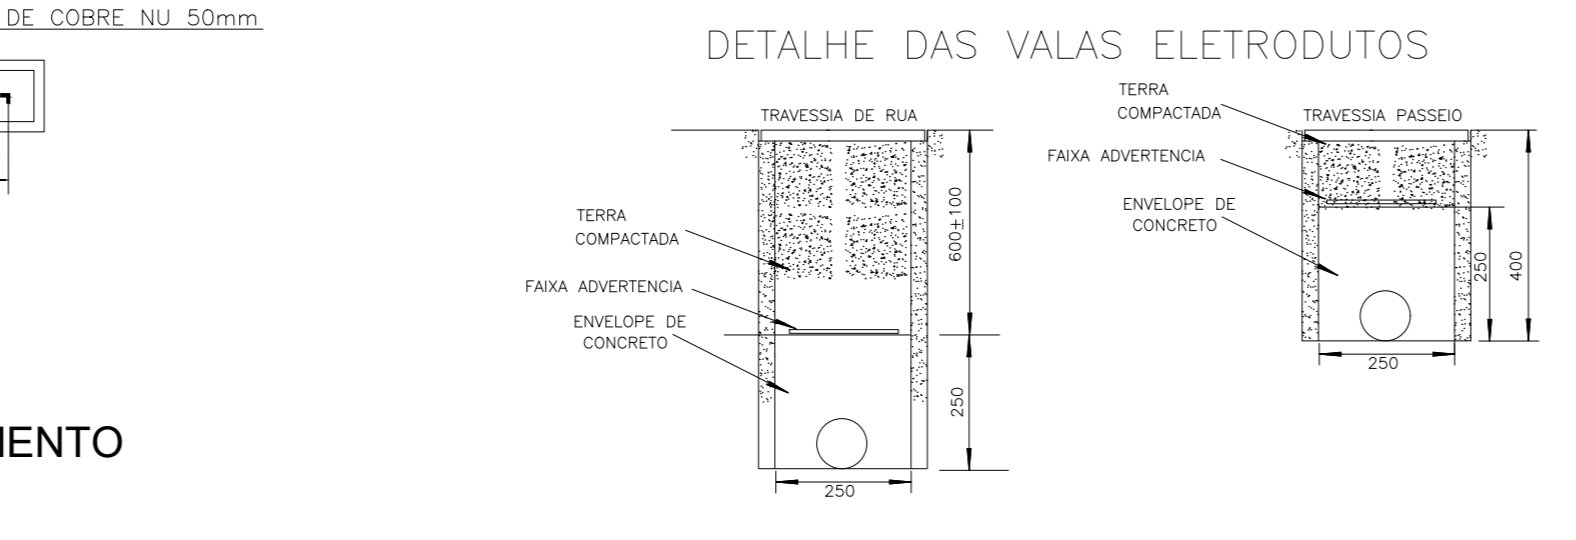 DE COBRE NU 50mm
MENTO
DETALHE DAS VALAS ELETRODUTOS
TRAVESSIA DE RUA
TERRA
COMPACTADA
FAIXA ADVERTENCIA
ENVELOPE DE
CONCRETO
600±100
250
250
TERRA
COMPACTADA
TRAVESSIA PASSEIO
FAIXA ADVERTENCIA
ENVELOPE DE
CONCRETO
250
400
250